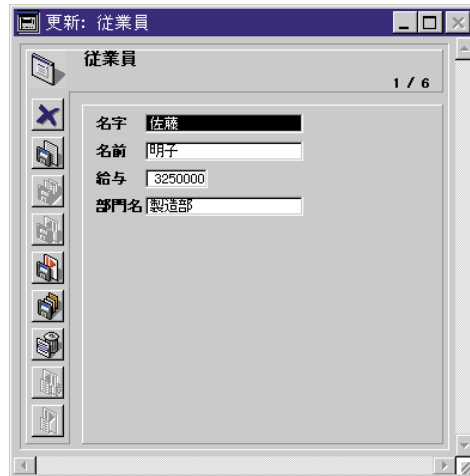 更新: 従業員
従業員
1 / 6
名字 佐藤
名前 明子
給与 3250000
部門名 製造部